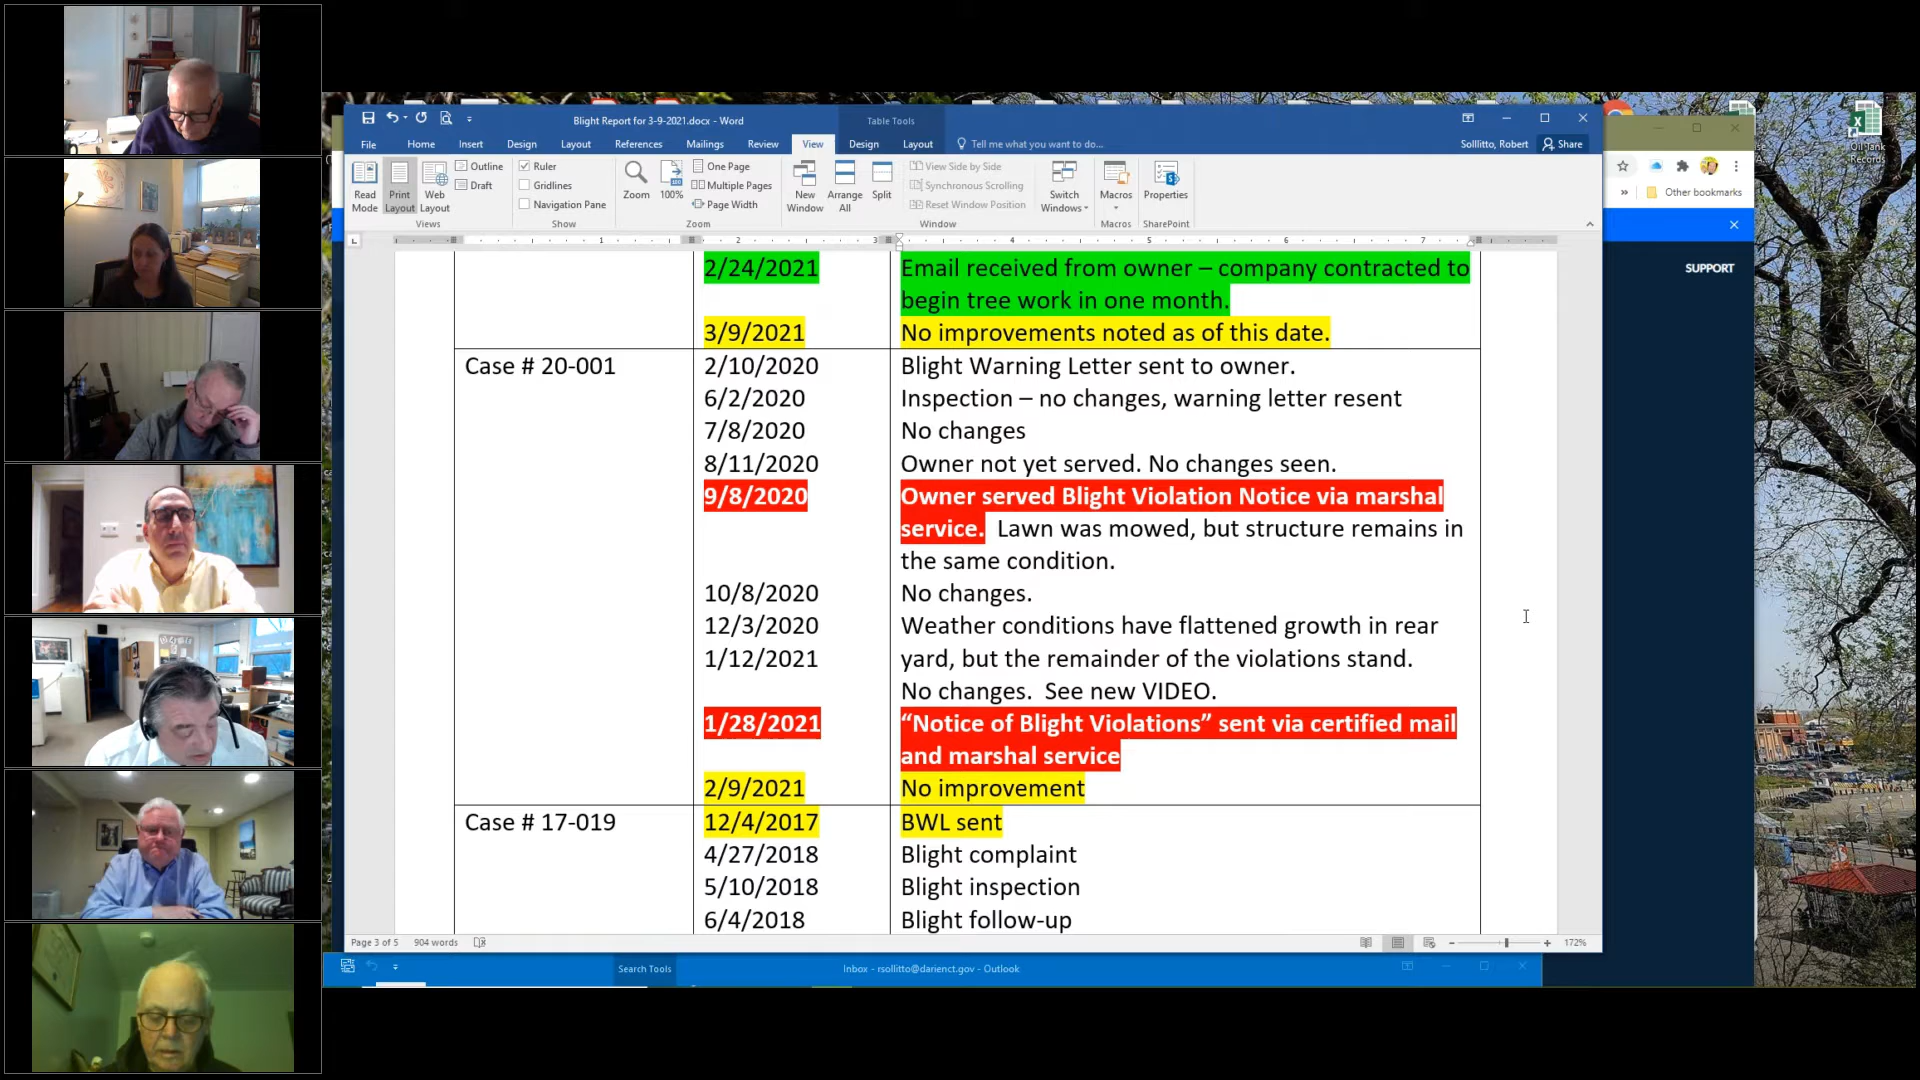 Blight Report for 3-9-2021.docx - Word
Table Tools
File Home Insert Design Layout References Mailings Review View Design Layout Tell me what you want to do...
Sollitto, Robert Share
Read Mode
Print Layout
Web Layout
Outline
Draft
Views
Ruler
Gridlines
Navigation Pane
Show
Zoom
100%
One Page
Multiple Pages
Page Width
Zoom
New Window
Arrange All
Split
View Side by Side
Synchronous Scrolling
Reset Window Position
Window
Switch Windows
Macros
Macros
Properties
SharePoint
1 2 3 4 5 6 7
2/24/2021 Email received from owner – company contracted to
begin tree work in one month.
3/9/2021 No improvements noted as of this date.
Case # 20-001 2/10/2020 Blight Warning Letter sent to owner.
6/2/2020 Inspection – no changes, warning letter resent
7/8/2020 No changes
8/11/2020 Owner not yet served. No changes seen.
9/8/2020 Owner served Blight Violation Notice via marshal
service. Lawn was mowed, but structure remains in
the same condition.
10/8/2020 No changes.
12/3/2020 Weather conditions have flattened growth in rear
1/12/2021 yard, but the remainder of the violations stand.
No changes. See new VIDEO.
1/28/2021 “Notice of Blight Violations” sent via certified mail
and marshal service
2/9/2021 No improvement
Case # 17-019 12/4/2017 BWL sent
4/27/2018 Blight complaint
5/10/2018 Blight inspection
6/4/2018 Blight follow-up
Page 3 of 5 904 words
172%
Search Tools
Inbox - rsollitto@darienct.gov - Outlook
» Other bookmarks
SUPPORT
Oil Tank
Records